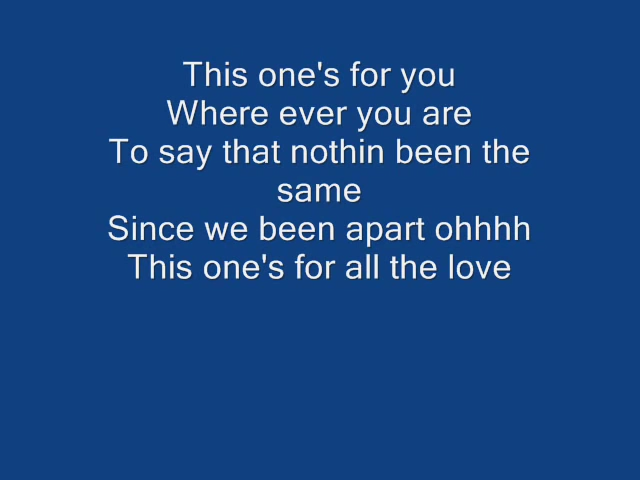 This one's for you
Where ever you are
To say that nothin been the
same
Since we been apart ohhhh
This one's for all the love